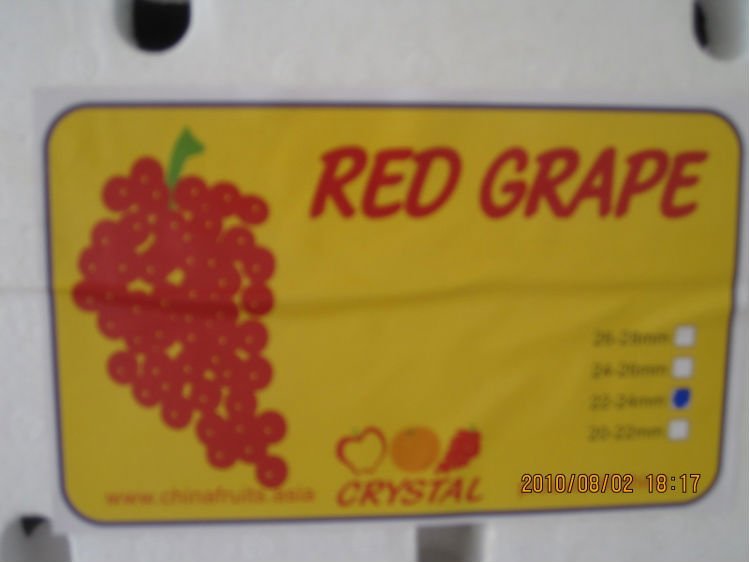 RED GRAPE
26-28mm
24-26mm
22-24mm
20-22mm
CRYSTAL
www.chinafruits.asia
2010/08/02 18:17